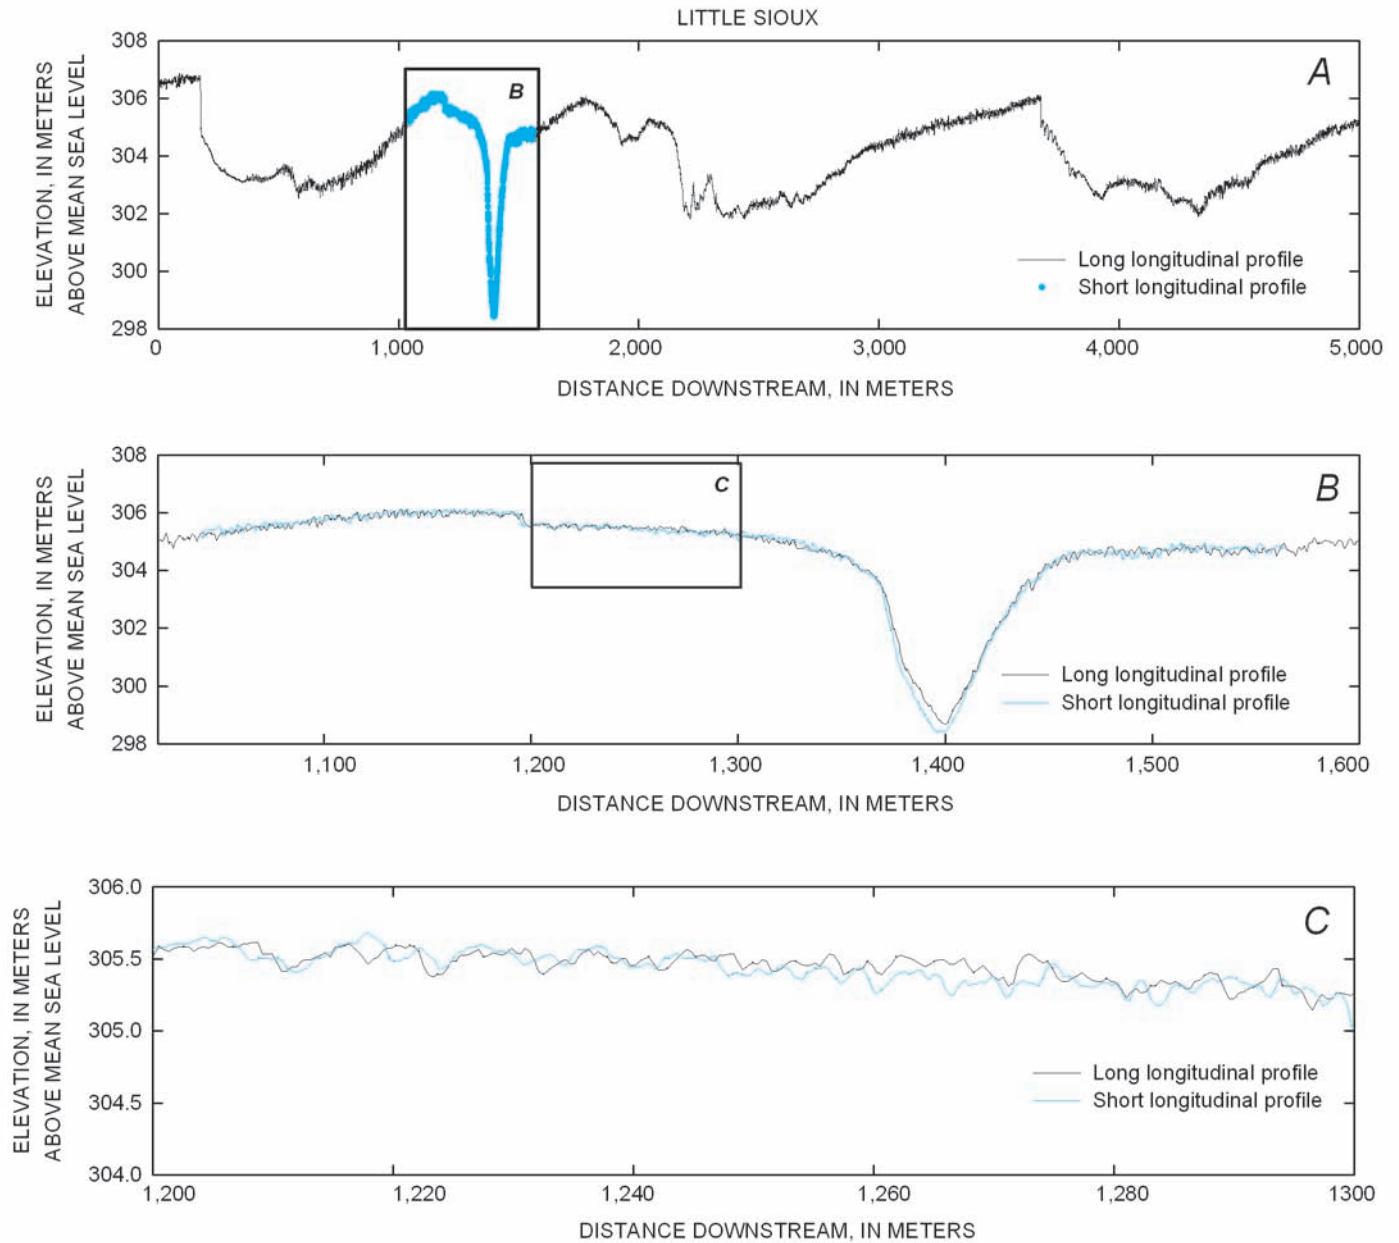 LITTLE SIOUX
308
306
304
302
300
298
ELEVATION, IN METERS
ABOVE MEAN SEA LEVEL
A
B
Long longitudinal profile
Short longitudinal profile
0 1,000 2,000 3,000 4,000 5,000
DISTANCE DOWNSTREAM, IN METERS
308
306
304
302
300
298
ELEVATION, IN METERS
ABOVE MEAN SEA LEVEL
B
C
Long longitudinal profile
Short longitudinal profile
1,100 1,200 1,300 1,400 1,500 1,600
DISTANCE DOWNSTREAM, IN METERS
306.0
305.5
305.0
304.5
304.0
ELEVATION, IN METERS
ABOVE MEAN SEA LEVEL
C
Long longitudinal profile
Short longitudinal profile
1,200 1,220 1,240 1,260 1,280 1300
DISTANCE DOWNSTREAM, IN METERS